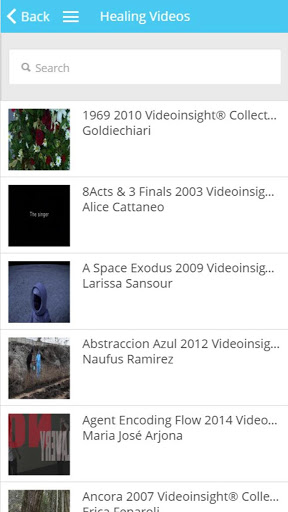 Back
Healing Videos
Search
1969 2010 Videoinsight® Collect...
Goldiechiari
8Acts & 3 Finals 2003 Videoinsig...
Alice Cattaneo
The singer
A Space Exodus 2009 Videoinsig...
Larissa Sansour
Abstraccion Azul 2012 Videoinsig...
Naufus Ramirez
Agent Encoding Flow 2014 Video...
Maria José Arjona
Ancora 2007 Videoinsight® Colle...
Erica Fenaroli